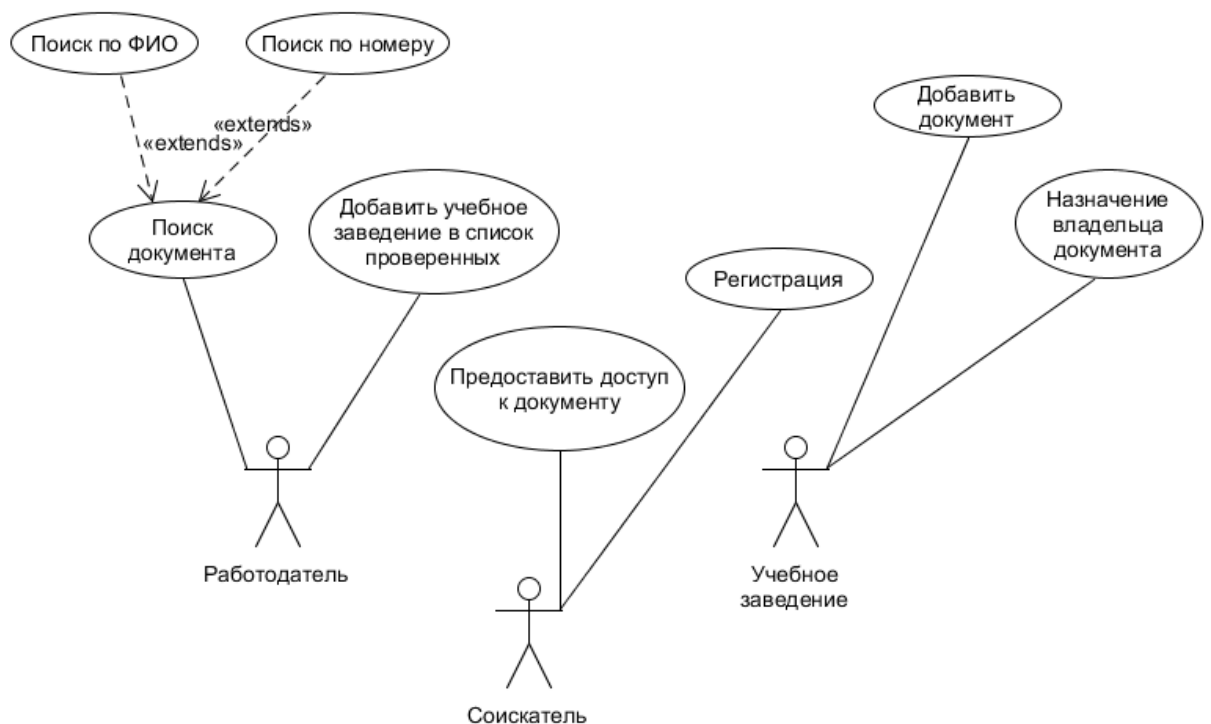 Поиск по ФИО
Поиск по номеру
Добавить
документ
«extends»
«extends»
Назначение
владельца
документа
Поиск
документа
Добавить учебное
заведение в список
проверенных
Регистрация
Предоставить доступ
к документу
Работодатель
Учебное
заведение
Соискатель